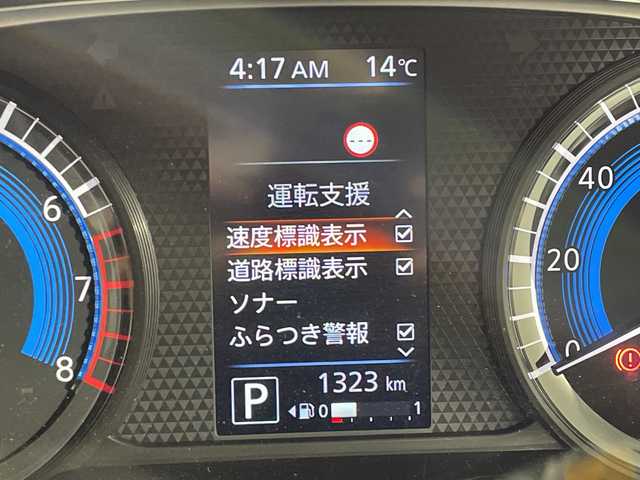 4:17 AM 14℃
---
運転支援
速度標識表示
道路標識表示
ソナー
ふらつき警報
P
1323 km
0 1
6
7
8
40
20
0